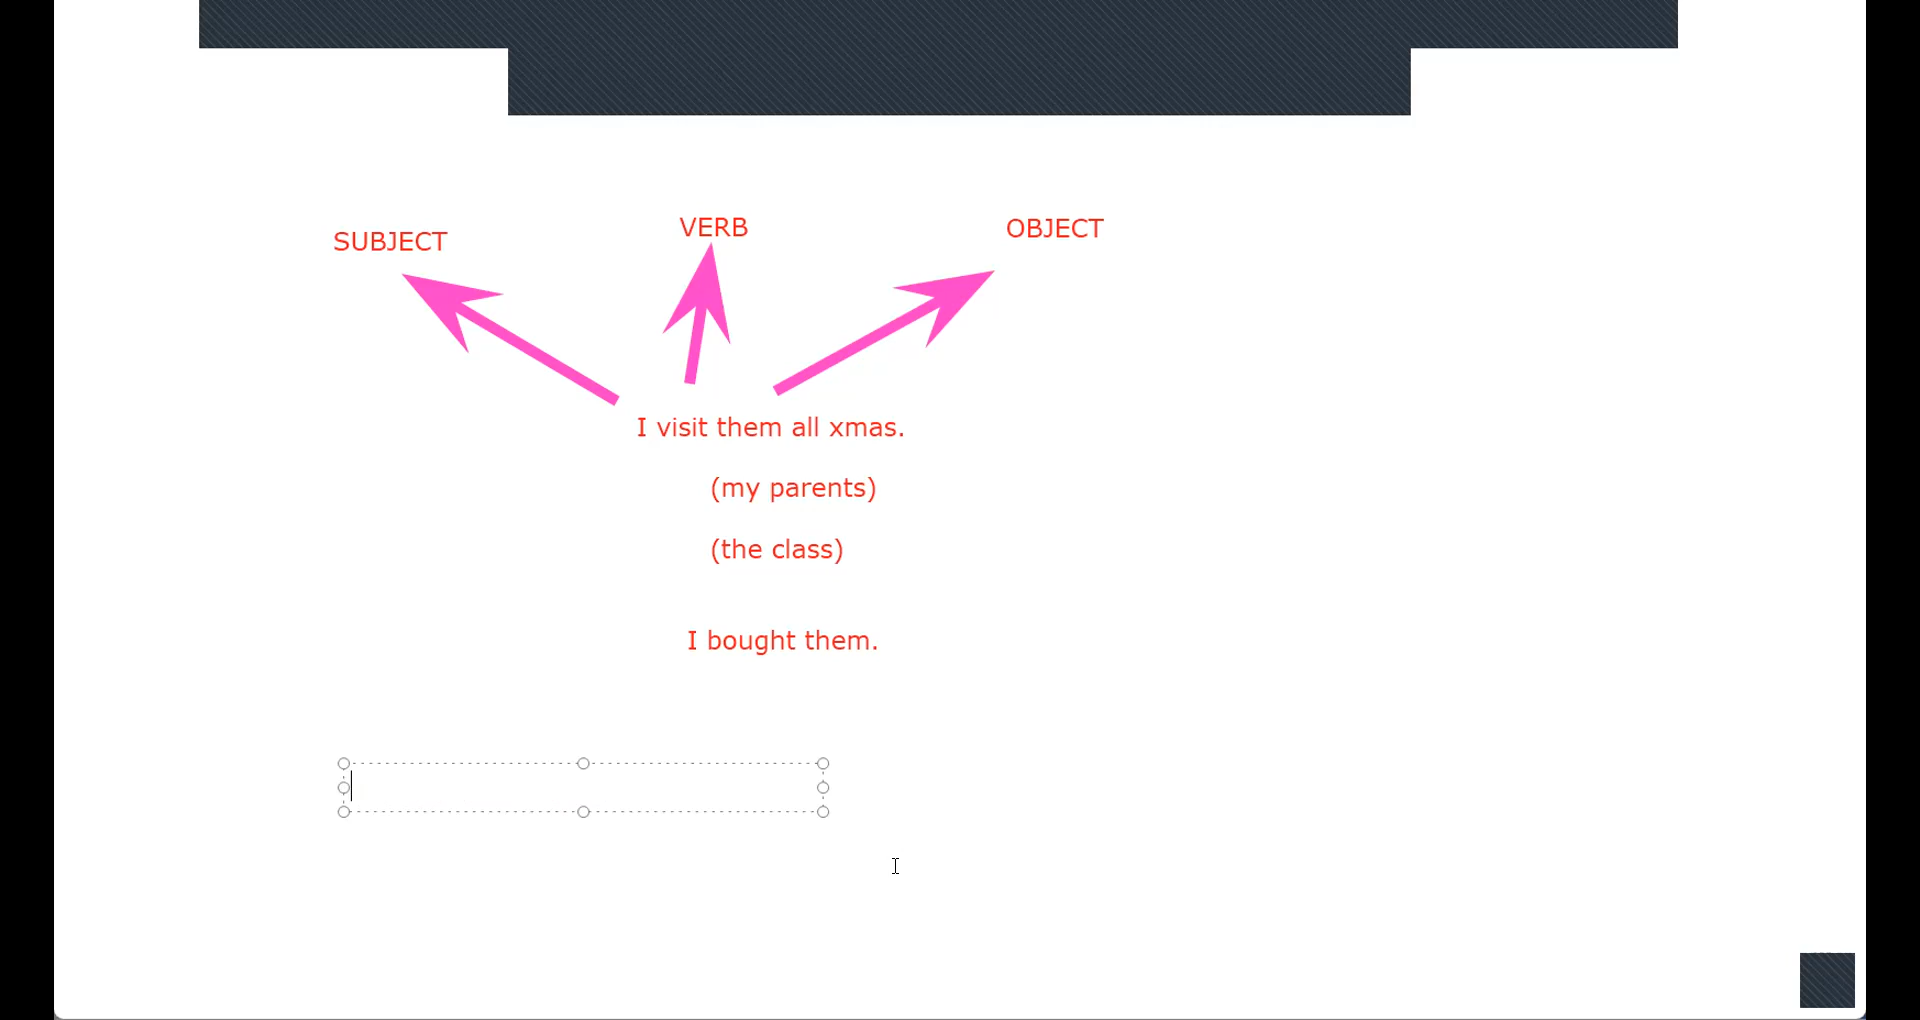 SUBJECT
VERB
OBJECT
I visit them all xmas.
(my parents)
(the class)
I bought them.